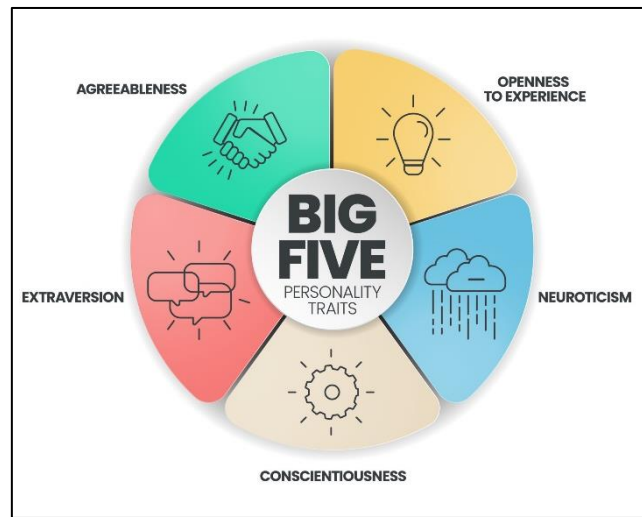 AGREEABLENESS
OPENNESS
TO EXPERIENCE
BIG
FIVE
PERSONALITY
TRAITS
EXTRAVERSION
NEUROTICISM
CONSCIENTIOUSNESS